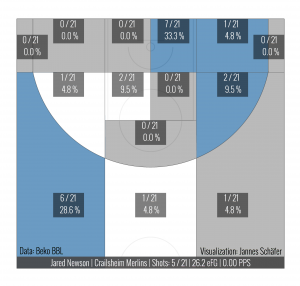 0 / 21 0 / 21 7 / 21 1 / 21
0.0 % 0.0 % 33.3 % 4.8 %
0 / 21 0 / 21
0.0 % 0.0 %
1 / 21 2 / 21 0 / 21 2 / 21
4.8 % 9.5 % 0.0 % 9.5 %
0 / 21
0.0 %
6 / 21 1 / 21 1 / 21
28.6 % 4.8 % 4.8 %
Data: Beko BBL Visualization: Jannes Schäfer
Jared Newson | Crailsheim Merlins | Shots: 5 / 21 | 26.2 eFG | 0.00 PPS